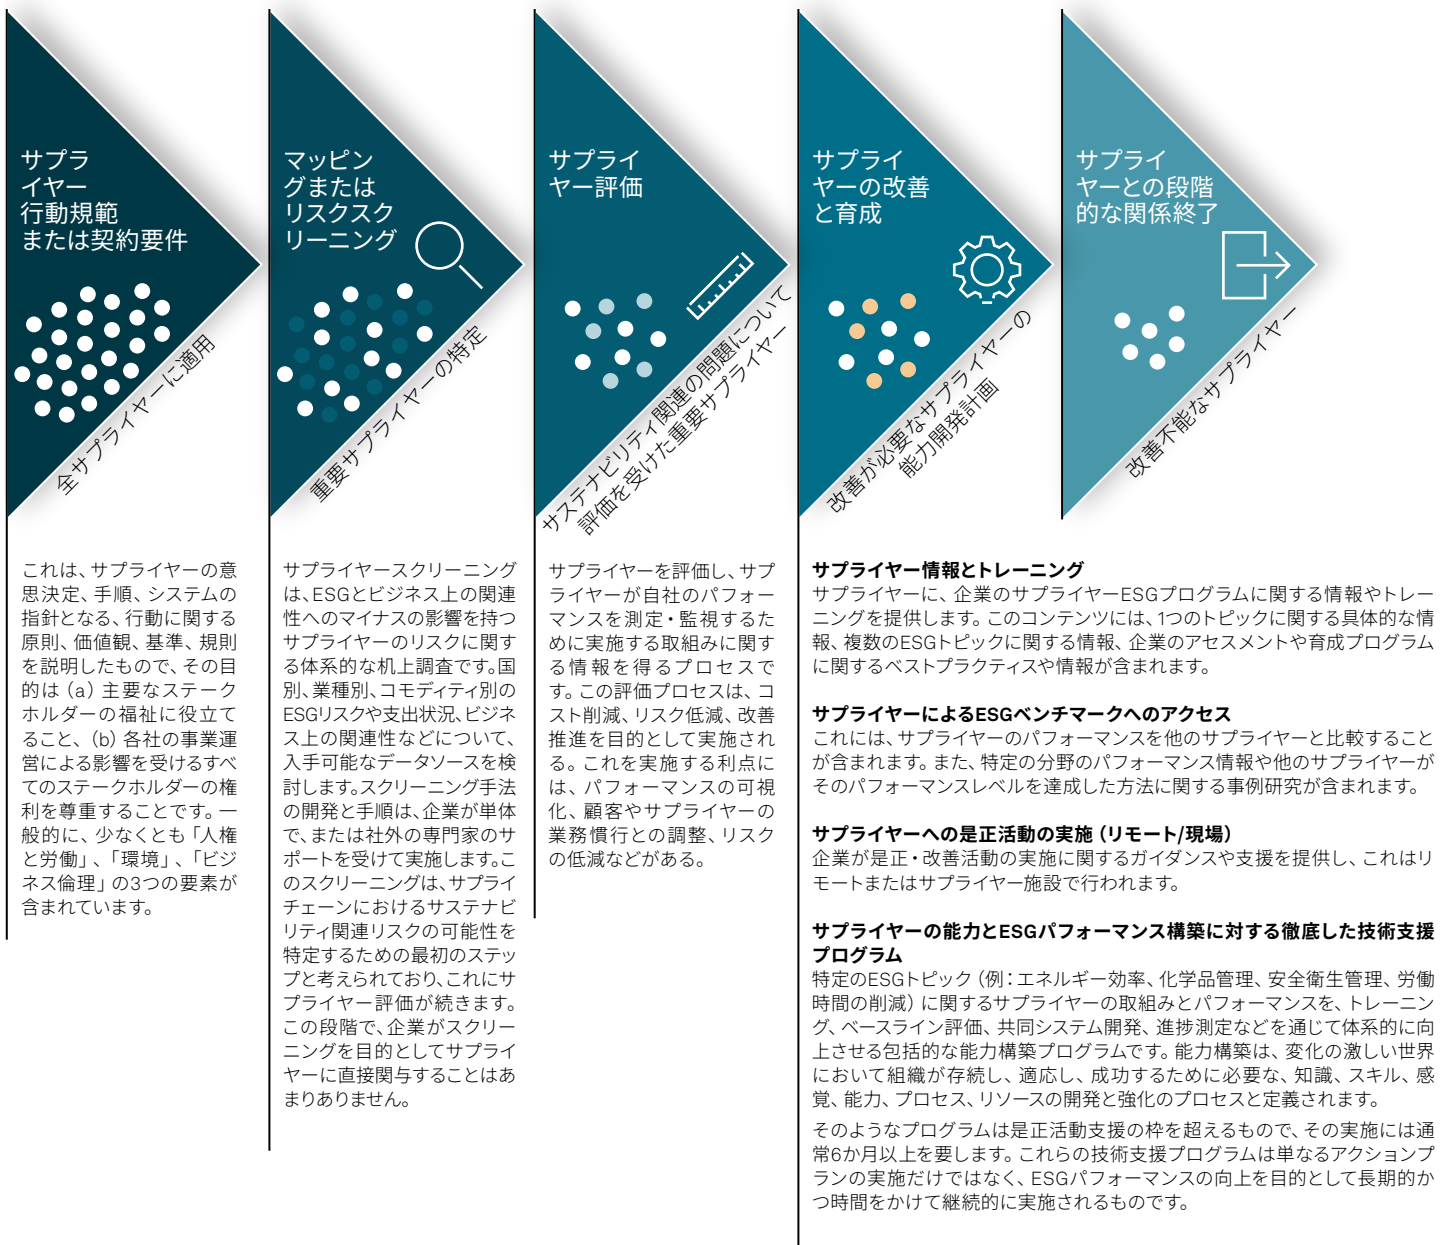 サプラ
イヤー
行動規範
または契約要件
全サプライヤーに適用
これは、サプライヤーの意
思決定、手順、システムの
指針となる、行動に関する
原則、価値観、基準、規則
を説明したもので、その目
的は（a）主要なステーク
ホルダーの福祉に役立て
ること、（b）各社の事業運
営による影響を受けるすべ
てのステークホルダーの権
利を尊重することです。一
般的に、少なくとも「人権
と労働」、「環境」、「ビジ
ネス倫理」の3つの要素が
含まれています。
マッピン
グまたは
リスクスク
リーニング
重要サプライヤーの特定
サプライヤースクリーニング
は、ESGとビジネス上の関連
性へのマイナスの影響を持つ
サプライヤーのリスクに関す
る体系的な机上調査です。国
別、業種別、コモディティ別の
ESGリスクや支出状況、ビジネ
ス上の関連性などについて、
入手可能なデータソースを検
討します。スクリーニング手法
の開発と手順は、企業が単体
で、または社外の専門家のサ
ポートを受けて実施します。こ
のスクリーニングは、サプライ
チェーンにおけるサステナビ
リティ関連リスクの可能性を
特定するための最初のステッ
プと考えられており、これにサ
プライヤー評価が続きます。
この段階で、企業がスクリー
ニングを目的としてサプライ
ヤーに直接関与することはあ
まりありません。
サプライ
ヤー評価
サステナビリティ関連の問題について
評価を受けた重要サプライヤー
サプライヤーを評価し、サプ
ライヤーが自社のパフォー
マンスを測定・監視するた
めに実施する取組みに関す
る情報を得るプロセスで
す。この評価プロセスは、コ
スト削減、リスク低減、改善
推進を目的として実施され
る。これを実施する利点に
は、パフォーマンスの可視
化、顧客やサプライヤーの
業務慣行との調整、リスク
の低減などがある。
サプライ
ヤーの改善
と育成
改善が必要なサプライヤーの
能力開発計画
サプライ
ヤーとの段階
的な関係終了
改善不能なサプライヤー
サプライヤー情報とトレーニング
サプライヤーに、企業のサプライヤーESGプログラムに関する情報やトレー
ニングを提供します。このコンテンツには、1つのトピックに関する具体的な情
報、複数のESGトピックに関する情報、企業のアセスメントや育成プログラム
に関するベストプラクティスや情報が含まれます。
サプライヤーによるESGベンチマークへのアクセス
これには、サプライヤーのパフォーマンスを他のサプライヤーと比較すること
が含まれます。また、特定の分野のパフォーマンス情報や他のサプライヤーが
そのパフォーマンスレベルを達成した方法に関する事例研究が含まれます。
サプライヤーへの是正活動の実施（リモート/現場）
企業が是正・改善活動の実施に関するガイダンスや支援を提供し、これはリ
モートまたはサプライヤー施設で行われます。
サプライヤーの能力とESGパフォーマンス構築に対する徹底した技術支援
プログラム
特定のESGトピック（例：エネルギー効率、化学品管理、安全衛生管理、労働
時間の削減）に関するサプライヤーの取組みとパフォーマンスを、トレーニン
グ、ベースライン評価、共同システム開発、進捗測定などを通じて体系的に向
上させる包括的な能力構築プログラムです。能力構築は、変化の激しい世界
において組織が存続し、適応し、成功するために必要な、知識、スキル、感
覚、能力、プロセス、リソースの開発と強化のプロセスと定義されます。
そのようなプログラムは是正活動支援の枠を超えるもので、その実施には通
常6か月以上を要します。これらの技術支援プログラムは単なるアクションプ
ランの実施だけではなく、ESGパフォーマンスの向上を目的として長期的か
つ時間をかけて継続的に実施されるものです。